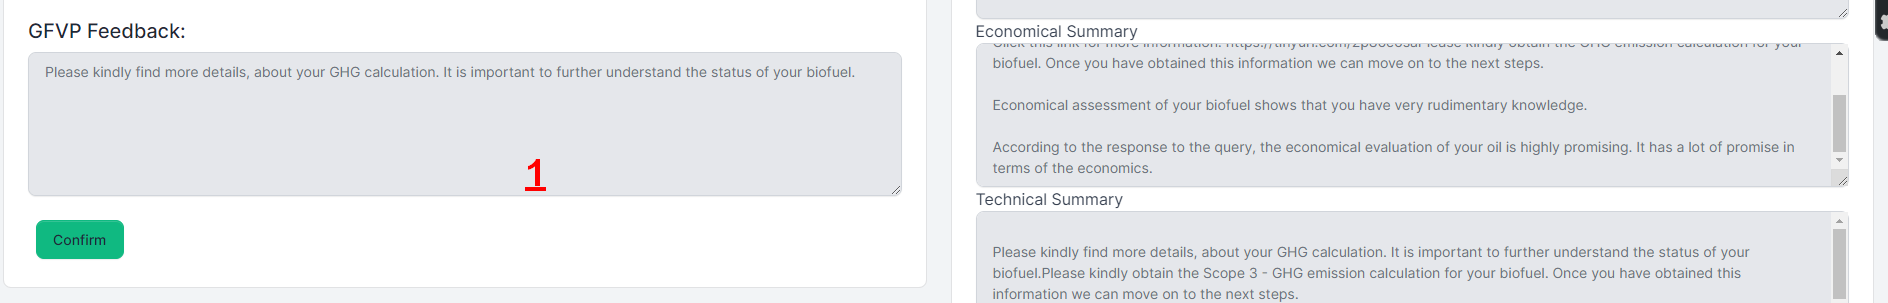 GFVP Feedback:
Please kindly find more details, about your GHG calculation. It is important to further understand the status of your biofuel.
1
Confirm
Economical Summary
biofuel. Once you have obtained this information we can move on to the next steps.
Economical assessment of your biofuel shows that you have very rudimentary knowledge.
According to the response to the query, the economical evaluation of your oil is highly promising. It has a lot of promise in
terms of the economics.
Technical Summary
Please kindly find more details, about your GHG calculation. It is important to further understand the status of your
biofuel.Please kindly obtain the Scope 3 - GHG emission calculation for your biofuel. Once you have obtained this
information we can move on to the next steps.